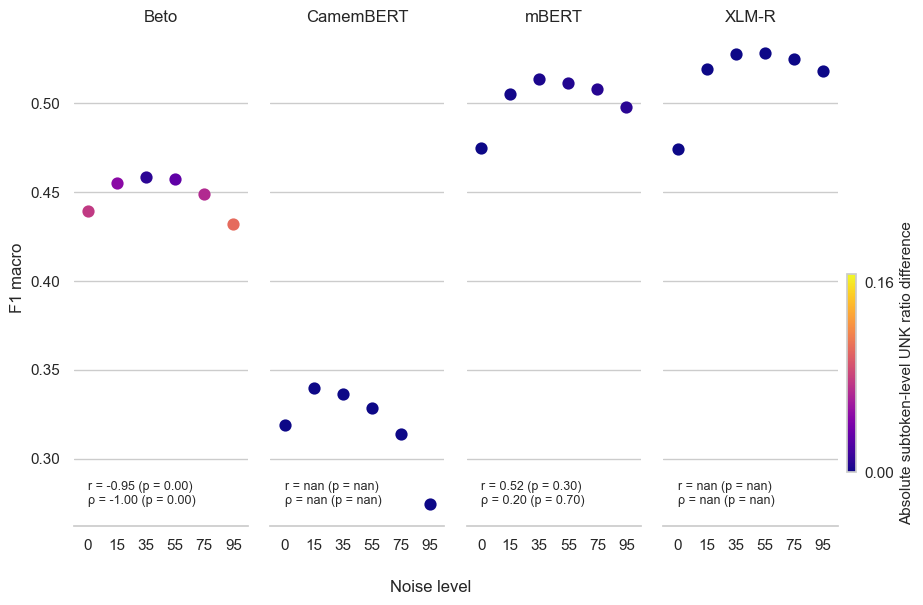 Beto CamemBERT mBERT XLM-R
0.50
0.45
0.40
0.35
0.30
F1 macro
r = -0.95 (p = 0.00)
ρ = -1.00 (p = 0.00)
r = nan (p = nan)
ρ = nan (p = nan)
r = 0.52 (p = 0.30)
ρ = 0.20 (p = 0.70)
r = nan (p = nan)
ρ = nan (p = nan)
0 15 35 55 75 95 0 15 35 55 75 95 0 15 35 55 75 95 0 15 35 55 75 95
Noise level
0.16
0.00
Absolute subtoken-level UNK ratio difference